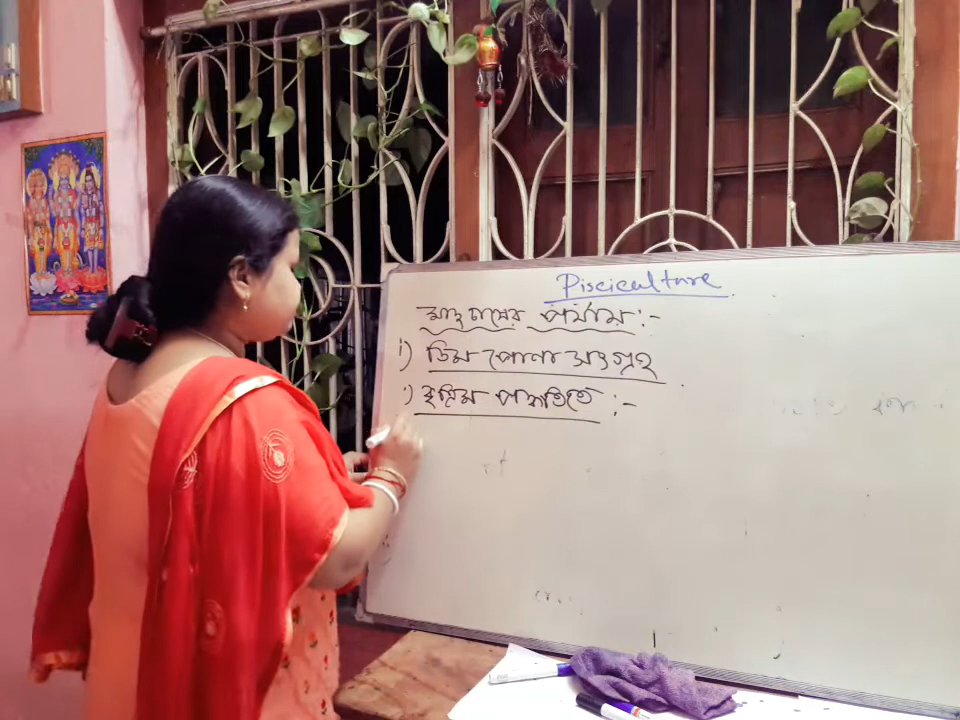 Pisciculture
মাছ চাষের পর্যায় :-
i) ডিম পোনা সংগ্রহ
i) কৃত্রিম পদ্ধতিতে :-